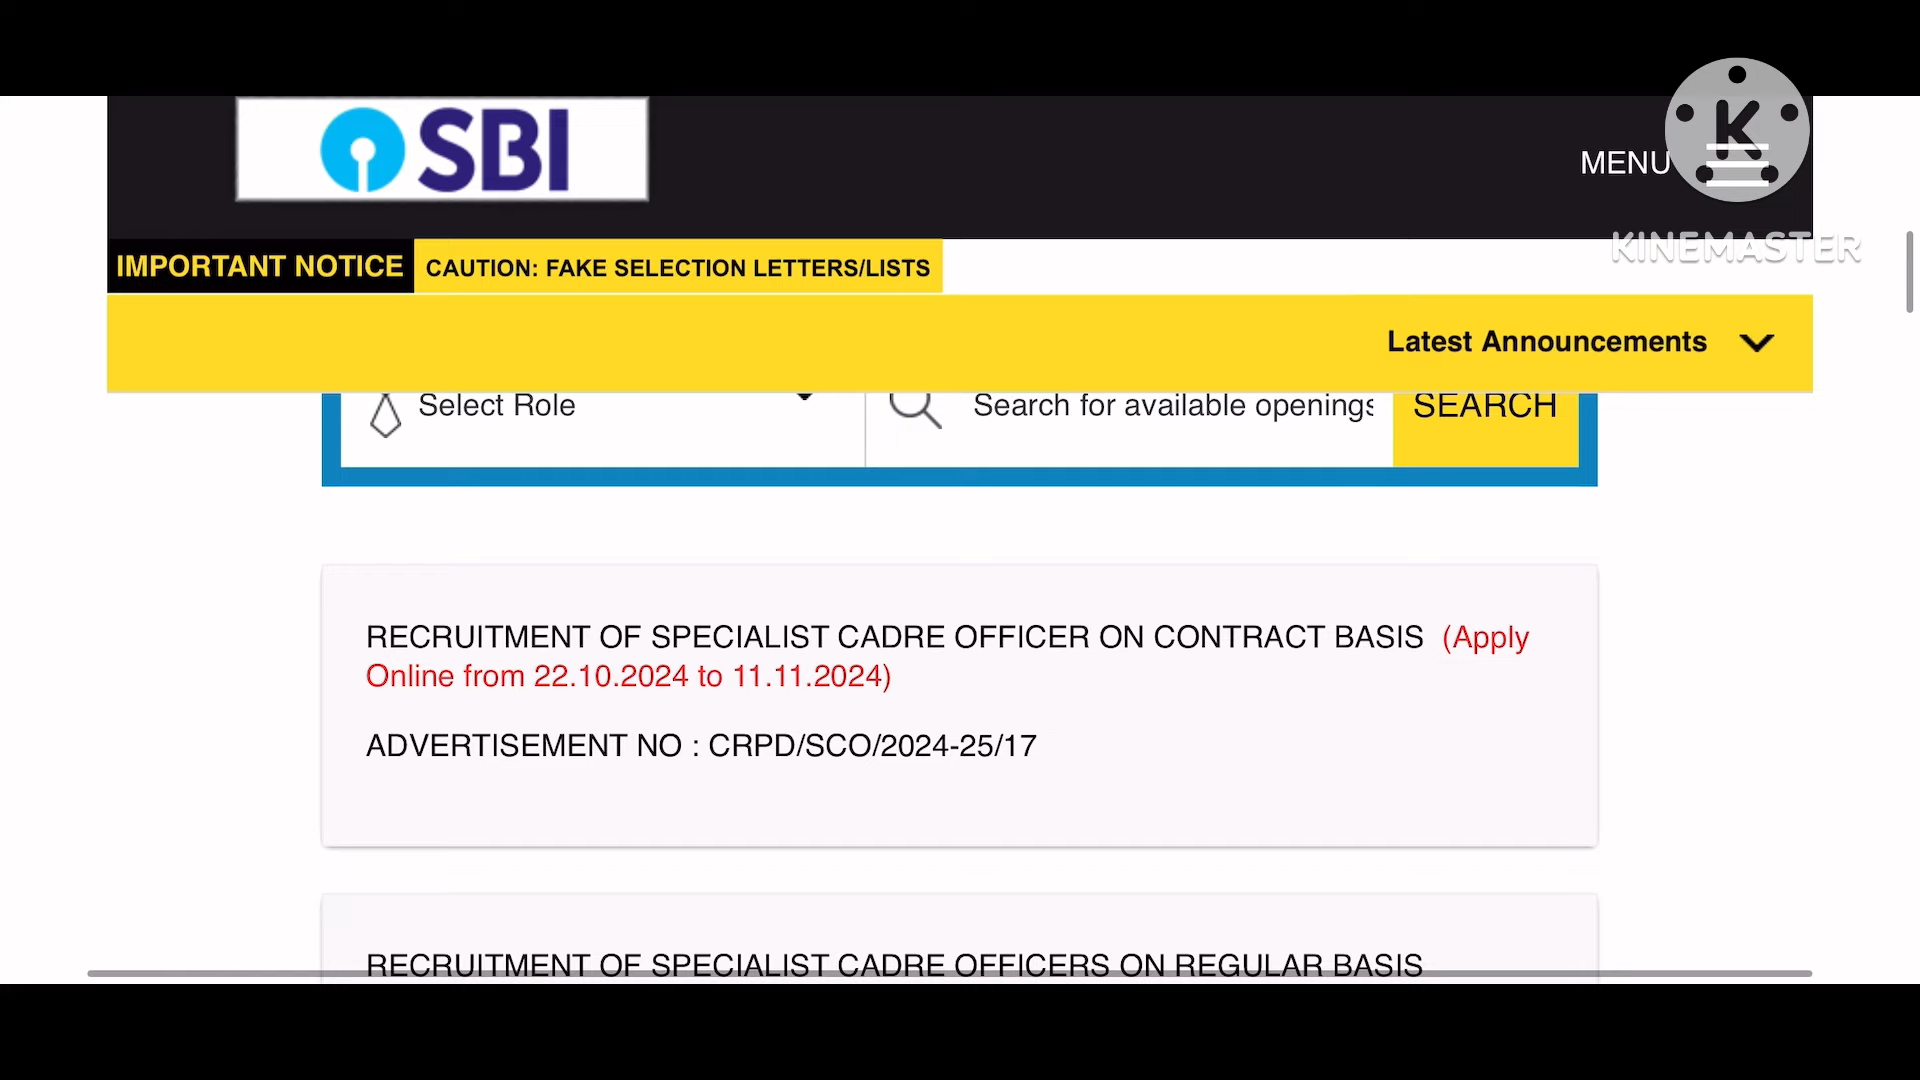 SBI
MENU
KINEMASTER
IMPORTANT NOTICE CAUTION: FAKE SELECTION LETTERS/LISTS
Latest Announcements
Select Role Search for available openings SEARCH
RECRUITMENT OF SPECIALIST CADRE OFFICER ON CONTRACT BASIS (Apply
Online from 22.10.2024 to 11.11.2024)
ADVERTISEMENT NO : CRPD/SCO/2024-25/17
RECRUITMENT OF SPECIALIST CADRE OFFICERS ON REGULAR BASIS